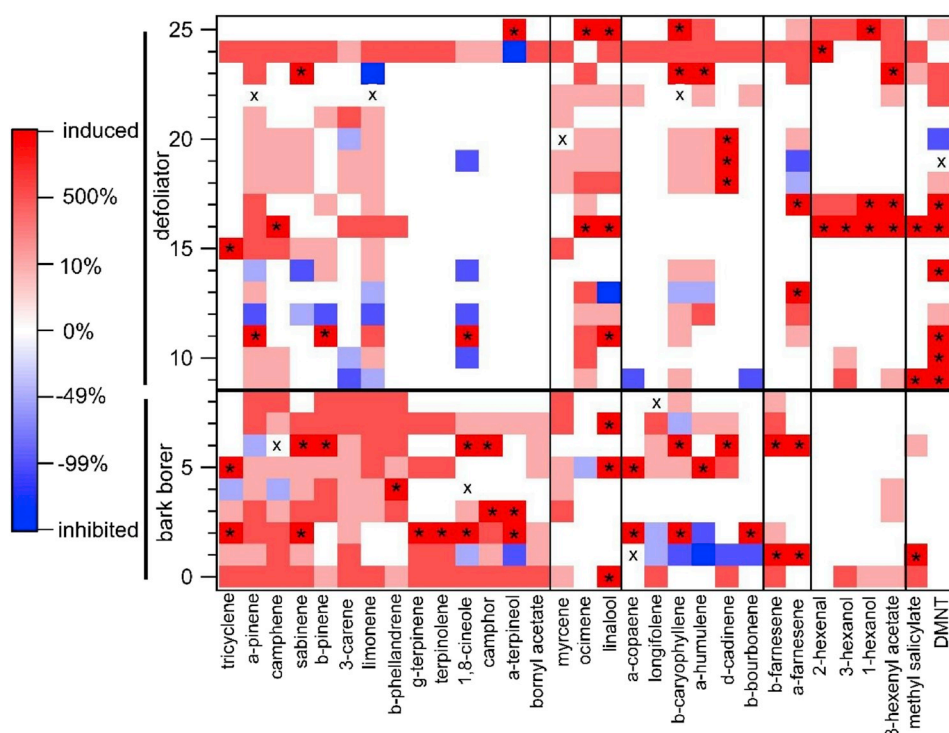 induced
500%
10%
0%
-49%
-99%
inhibited
defoliator
bark borer
25
20
15
10
5
0
* * * * *
*
* * * *
x x x
x *
* x
*
* * * *
* * * * * * * * *
*
*
*
* * * * *
*
* *
x
*
x * * * * * * * *
* * * *
* x
* *
* * * * * * * * *
x * * *
*
tricyclene
a-pinene
camphene
sabinene
b-pinene
3-carene
limonene
b-phellandrene
g-terpinene
terpinolene
1,8-cineole
camphor
a-terpineol
bornyl acetate
myrcene
ocimene
linalool
a-copaene
longifolene
b-caryophyllene
a-humulene
d-cadinene
b-bourbonene
b-farnesene
a-farnesene
2-hexenal
3-hexanol
1-hexanol
3-hexenyl acetate
methyl salicylate
DMNT